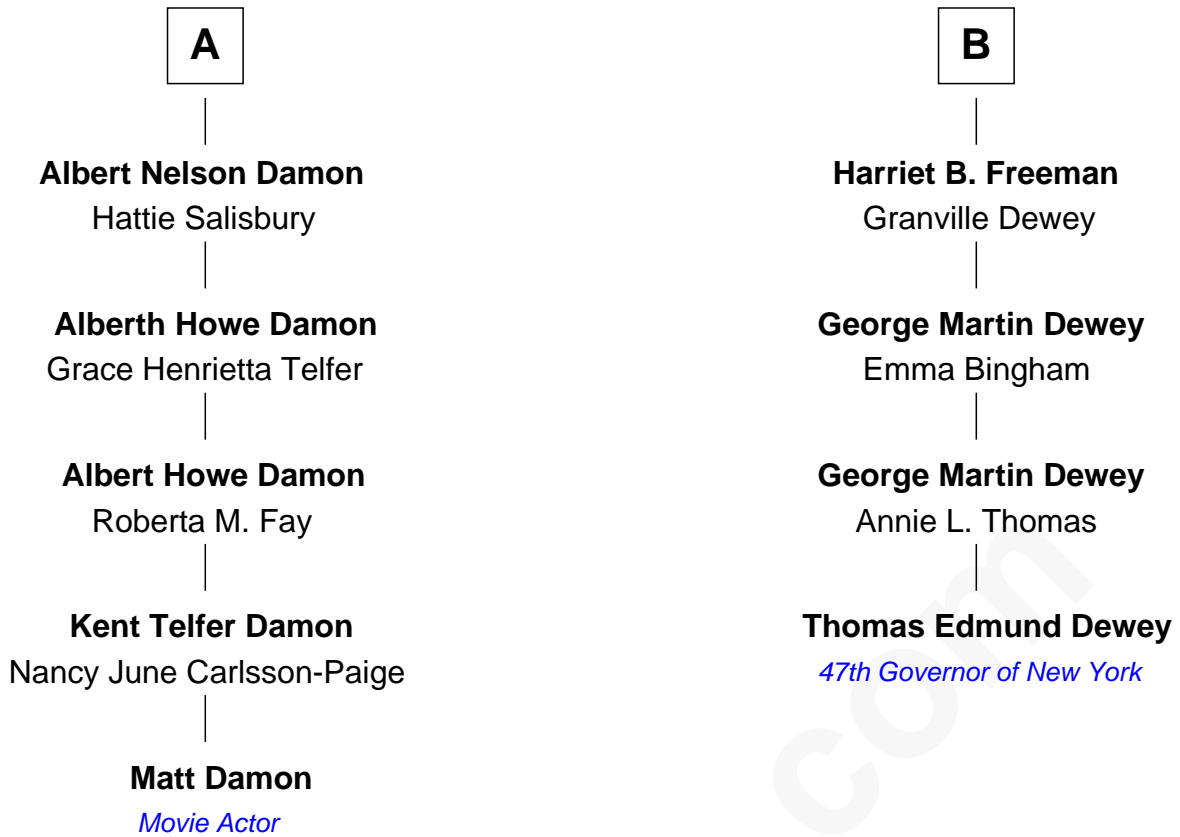 A
Albert Nelson Damon
Hattie Salisbury
Alberth Howe Damon
Grace Henrietta Telfer
Albert Howe Damon
Roberta M. Fay
Kent Telfer Damon
Nancy June Carlsson-Paige
Matt Damon
Movie Actor
B
Harriet B. Freeman
Granville Dewey
George Martin Dewey
Emma Bingham
George Martin Dewey
Annie L. Thomas
Thomas Edmund Dewey
47th Governor of New York
com